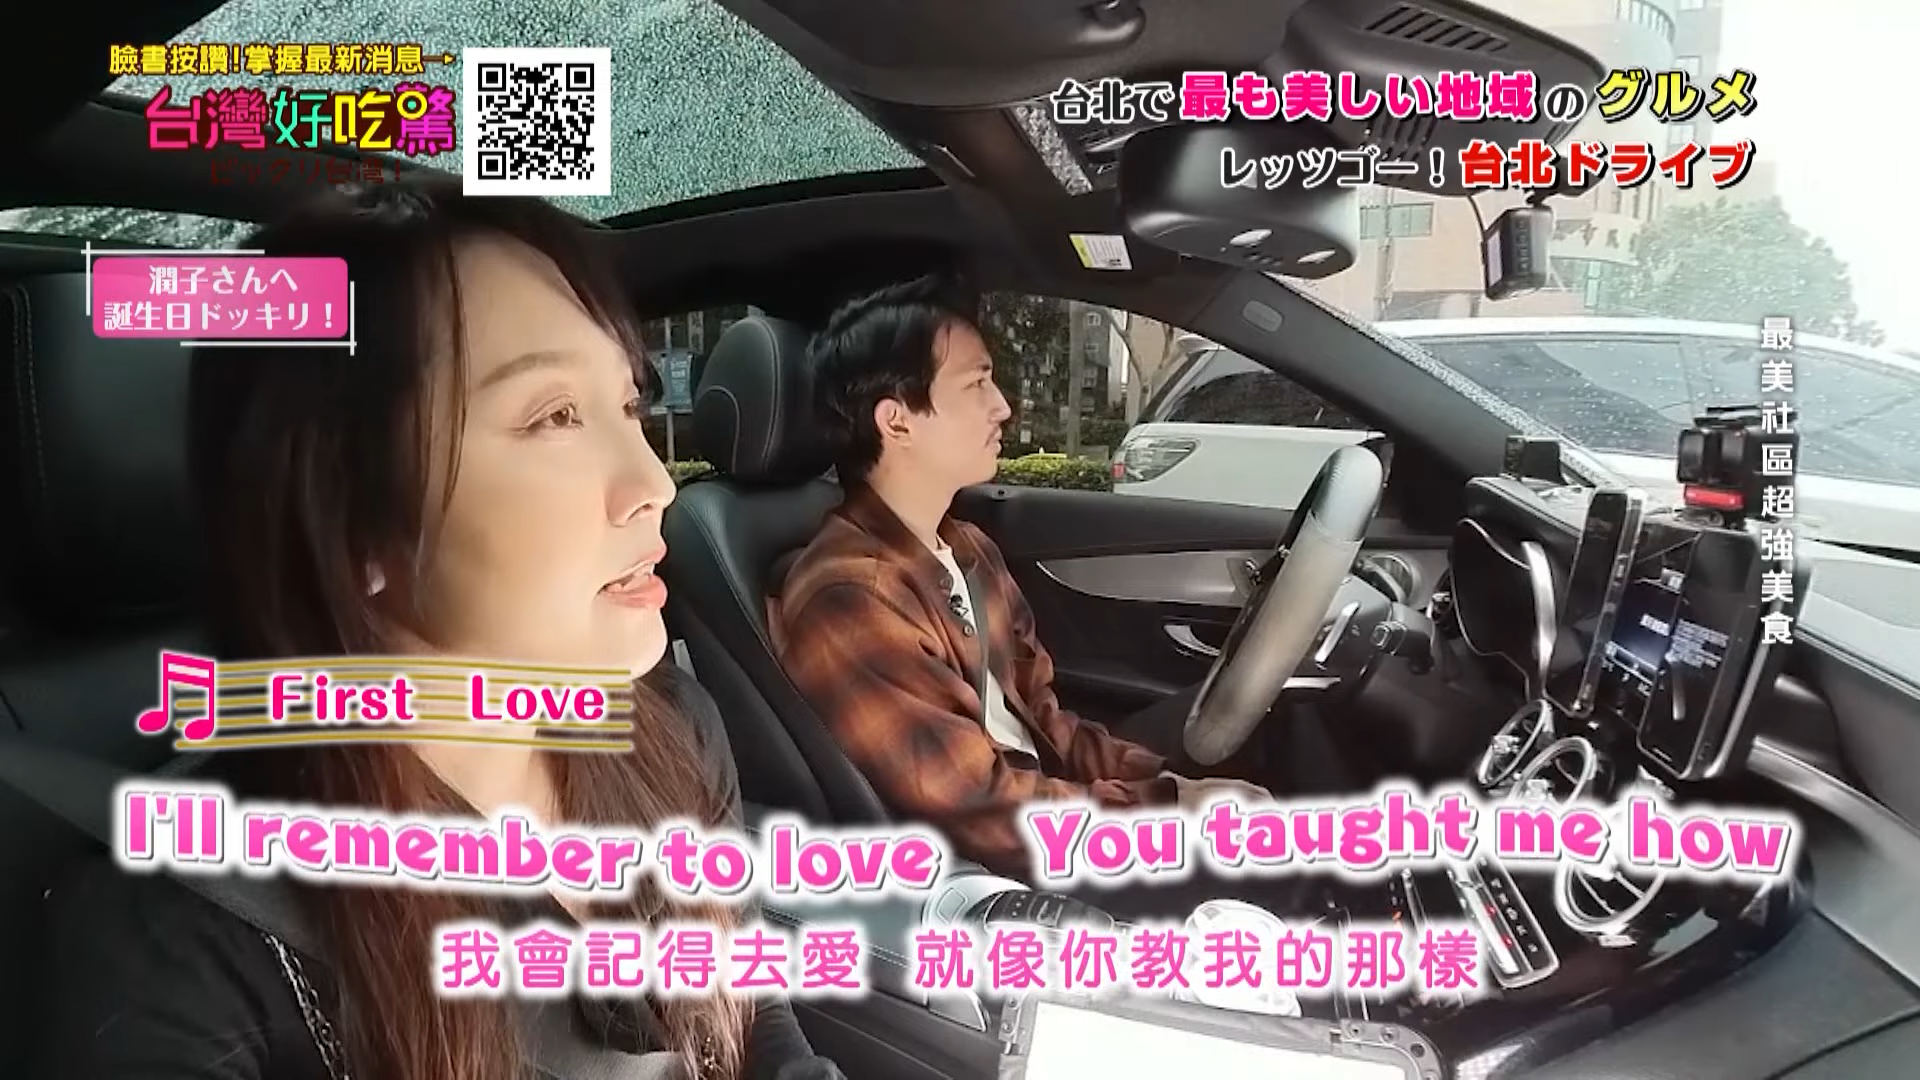 臉書按讚!掌握最新消息→
台灣好吃驚
ビックリ台湾!
台北で最も美しい地域のグルメ
レッツゴー!台北ドライブ
潤子さんへ
誕生日ドッキリ!
最美社區超強美食
First Love
I'll remember to love You taught me how
我會記得去愛 就像你教我的那樣